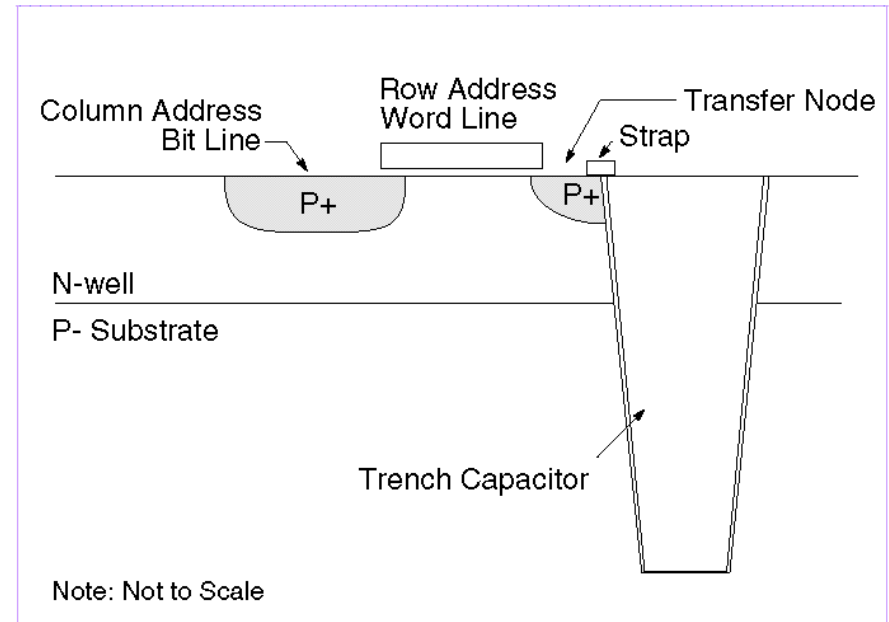 Column Address
Bit Line
Row Address
Word Line
Transfer Node
Strap
P+
P+
N-well
P- Substrate
Trench Capacitor
Note: Not to Scale